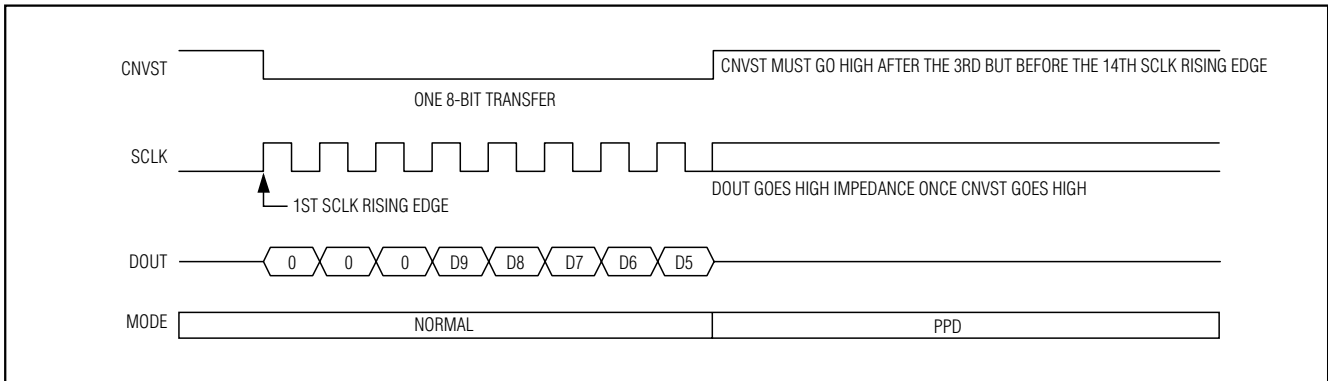 CNVST
CNVST MUST GO HIGH AFTER THE 3RD BUT BEFORE THE 14TH SCLK RISING EDGE
ONE 8-BIT TRANSFER
SCLK
DOUT GOES HIGH IMPEDANCE ONCE CNVST GOES HIGH
1ST SCLK RISING EDGE
DOUT 0 0 0 D9 D8 D7 D6 D5
MODE NORMAL PPD